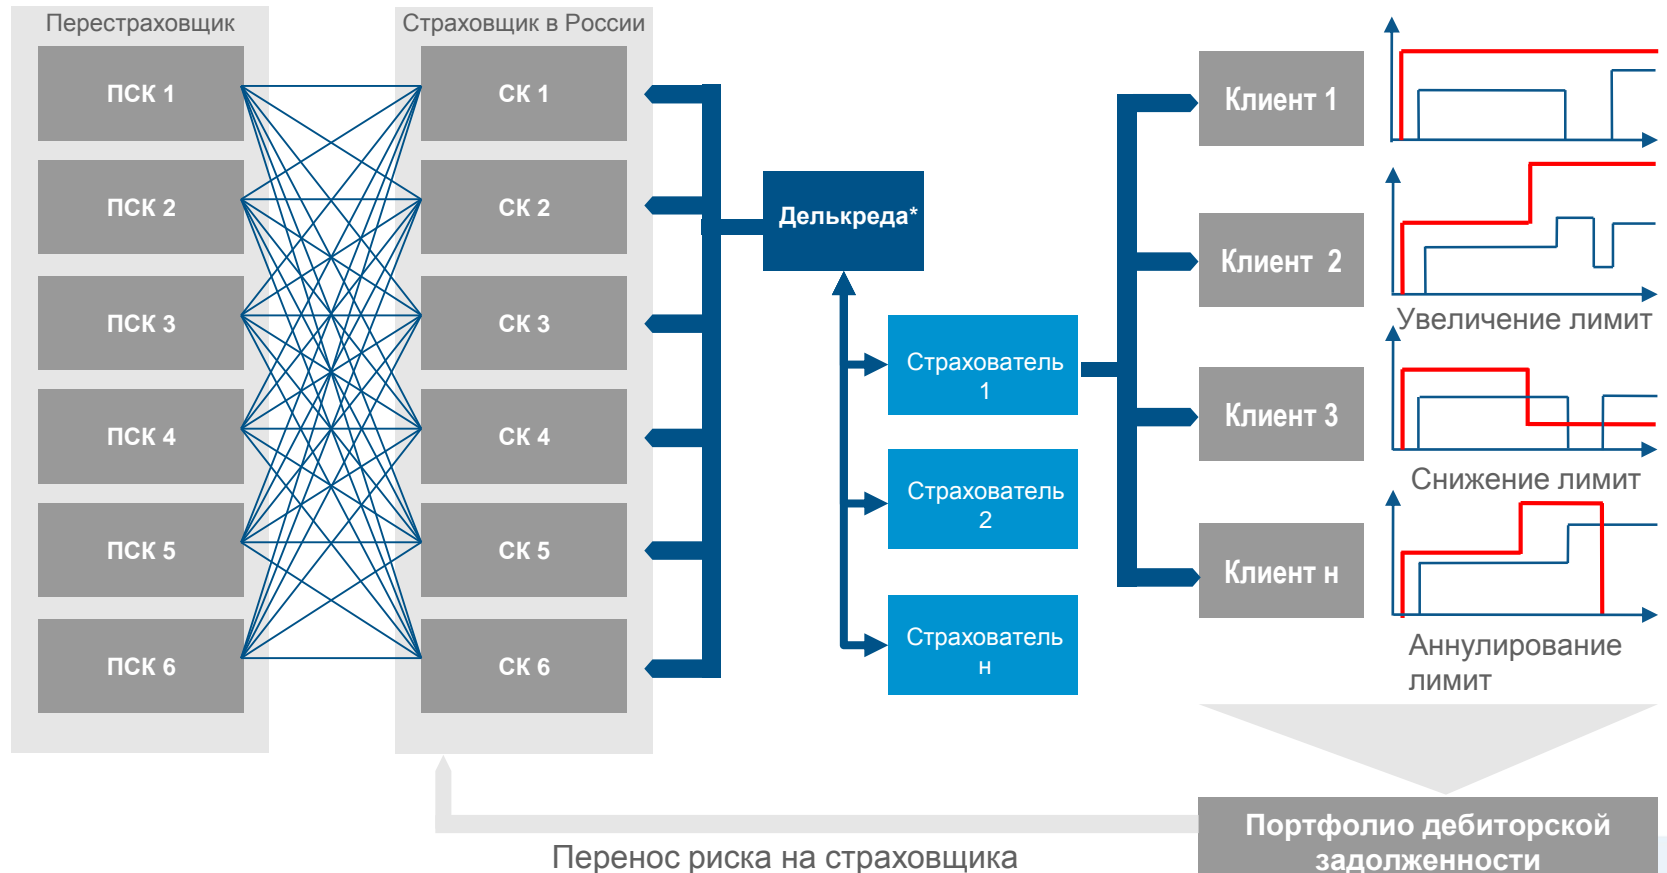 Перестраховщик
Страховщик в России
ПСК 1
ПСК 2
ПСК 3
ПСК 4
ПСК 5
ПСК 6
СК 1
СК 2
СК 3
СК 4
СК 5
СК 6
Делькреда*
Страхователь
1
Страхователь
2
Страхователь
н
Клиент 1
Клиент 2
Клиент 3
Клиент н
Увеличение лимит
Снижение лимит
Аннулирование
лимит
Портфолио дебиторской
задолженности
Перенос риска на страховщика